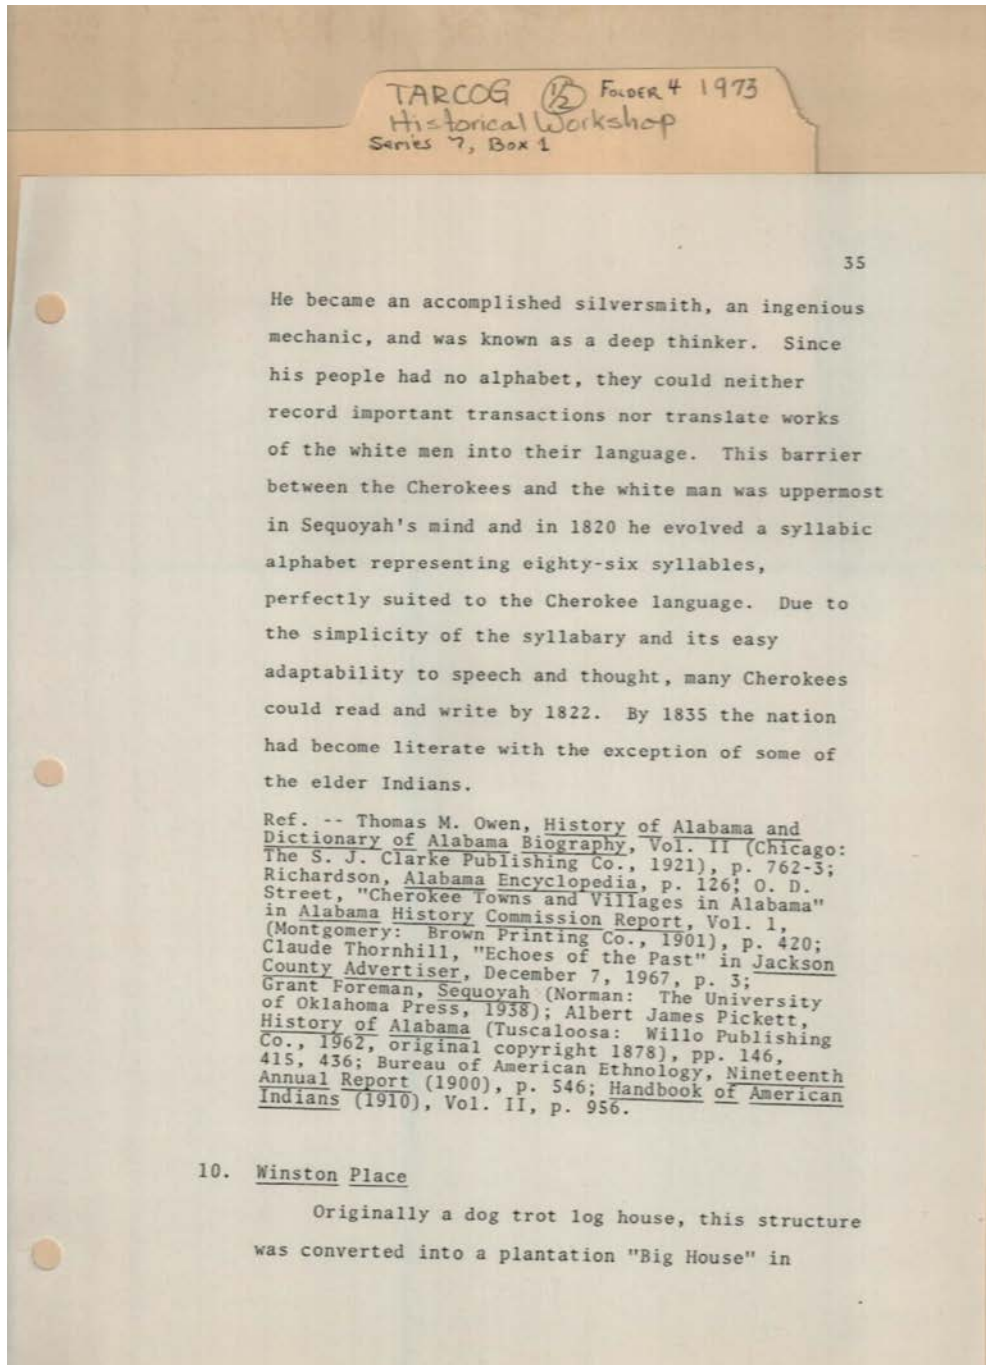 TARCOG 1/2 FOLDER 4 1973
Historical Workshop
Series 7, Box 1
35
He became an accomplished silversmith, an ingenious
mechanic, and was known as a deep thinker. Since
his people had no alphabet, they could neither
record important transactions nor translate works
of the white men into their language. This barrier
between the Cherokees and the white man was uppermost
in Sequoyah's mind and in 1820 he evolved a syllabic
alphabet representing eighty-six syllables,
perfectly suited to the Cherokee language. Due to
the simplicity of the syllabary and its easy
adaptability to speech and thought, many Cherokees
could read and write by 1822. By 1835 the nation
had become literate with the exception of some of
the elder Indians.
Ref. -- Thomas M. Owen, History of Alabama and
Dictionary of Alabama Biography, Vol. II (Chicago:
The S. J. Clarke Publishing Co., 1921), p. 762-3;
Richardson, Alabama Encyclopedia, p. 126; O. D.
Street, "Cherokee Towns and Villages in Alabama"
in Alabama History Commission Report, Vol. 1,
(Montgomery: Brown Printing Co., 1901), p. 420;
Claude Thornhill, "Echoes of the Past" in Jackson
County Advertiser, December 7, 1967, p. 3;
Grant Foreman, Sequoyah (Norman: The University
of Oklahoma Press, 1938); Albert James Pickett,
History of Alabama (Tuscaloosa: Willo Publishing
Co., 1962, original copyright 1878), pp. 146,
415, 436; Bureau of American Ethnology, Nineteenth
Annual Report (1900), p. 546; Handbook of American
Indians (1910), Vol. II, p. 956.
10. Winston Place
Originally a dog trot log house, this structure
was converted into a plantation "Big House" in